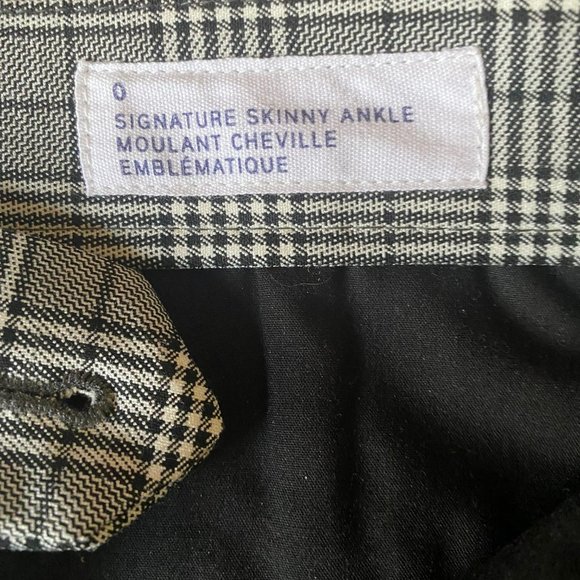 0
SIGNATURE SKINNY ANKLE
MOULANT CHEVILLE
EMBLÉMATIQUE